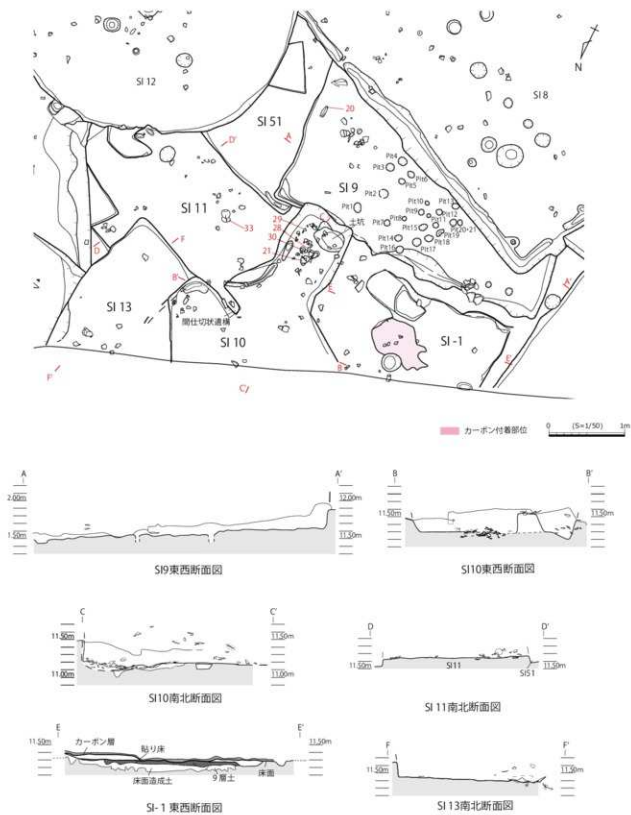 SI 12
SI 8
N
SI 51
20
D'
A
SI 9
Pit4
Pit3
Pit6
Pit5
Pit2
Pit1
Pit10
Pit13
Pit9
Pit12
Pit7
Pit8
Pit11
土坑
Pit15
Pit20・21
Pit19
Pit14
Pit18
Pit16
Pit17
SI 11
29
28
30
21
33
C
F
D
B'
E
A'
SI 13
間仕切状遺構
SI 10
SI -1
B
E'
F'
C'
カーボン付着部位
0 (S=1/50) 1m
A A'
2.00m 12.00m
1.50m 11.50m
SI9東西断面図
B B'
11.50m 11.50m
SI10東西断面図
C C'
11.50m 11.50m
11.00m 11.00m
SI10南北断面図
D D'
11.50m SI11 SI51 11.50m
SI 11南北断面図
E E'
11.50m カーボン層 貼り床 11.50m
床面造成土 9層土 床面
SI- 1 東西断面図
F F'
11.50m 11.50m
SI 13南北断面図